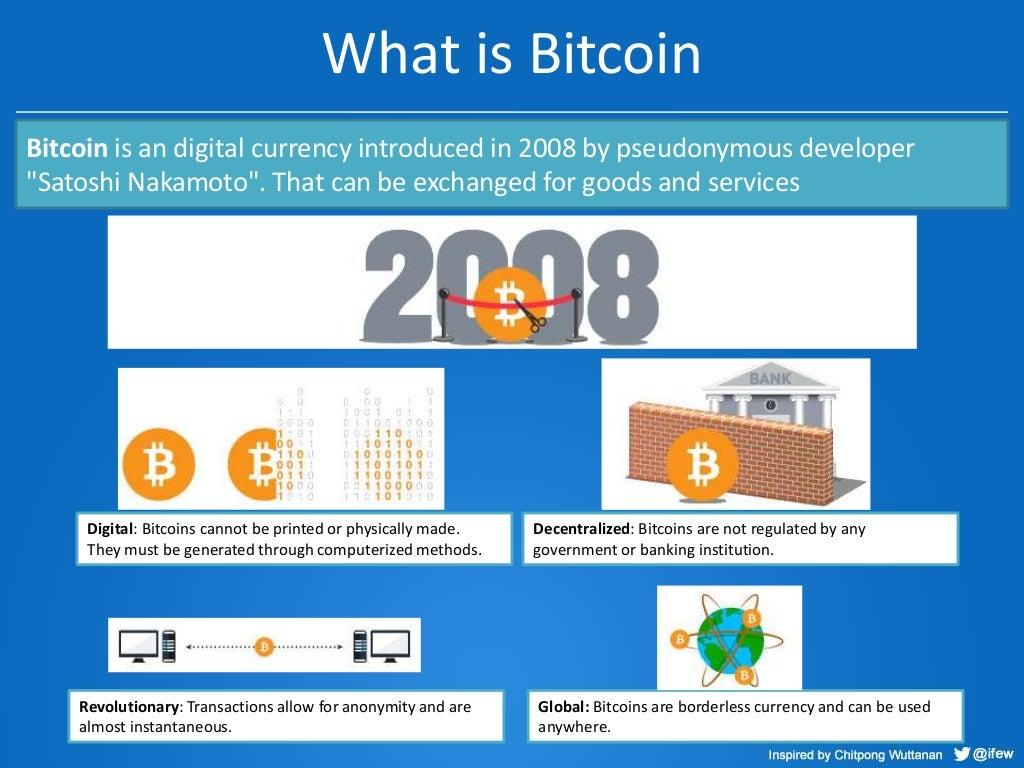 What is Bitcoin
Bitcoin is an digital currency introduced in 2008 by pseudonymous developer
"Satoshi Nakamoto". That can be exchanged for goods and services
2008
BANK
Digital: Bitcoins cannot be printed or physically made.
They must be generated through computerized methods.
Decentralized: Bitcoins are not regulated by any
government or banking institution.
Revolutionary: Transactions allow for anonymity and are
almost instantaneous.
Global: Bitcoins are borderless currency and can be used
anywhere.
Inspired by Chitpong Wuttanan @ifew